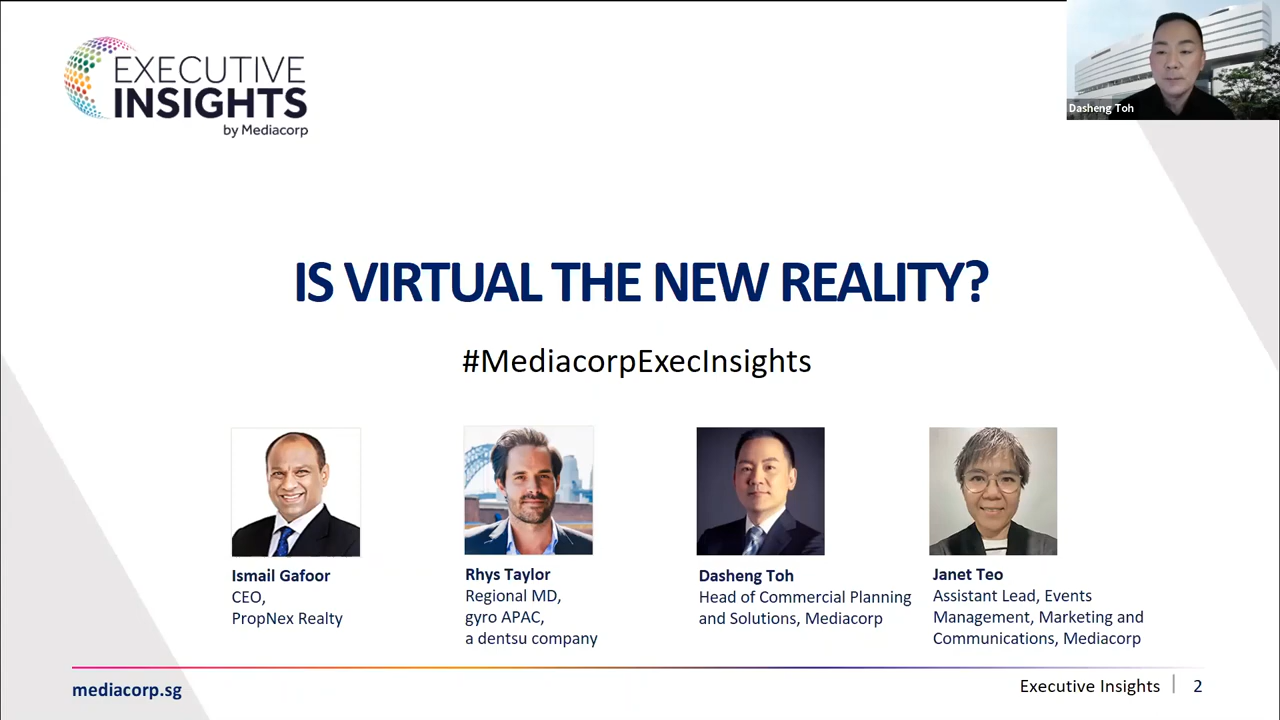 EXECUTIVE
INSIGHTS
by Mediacorp
Dasheng Toh
IS VIRTUAL THE NEW REALITY?
#MediacorpExecInsights
Ismail Gafoor
CEO,
PropNex Realty
Rhys Taylor
Regional MD,
gyro APAC,
a dentsu company
Dasheng Toh
Head of Commercial Planning
and Solutions, Mediacorp
Janet Teo
Assistant Lead, Events
Management, Marketing and
Communications, Mediacorp
mediacorp.sg
Executive Insights | 2